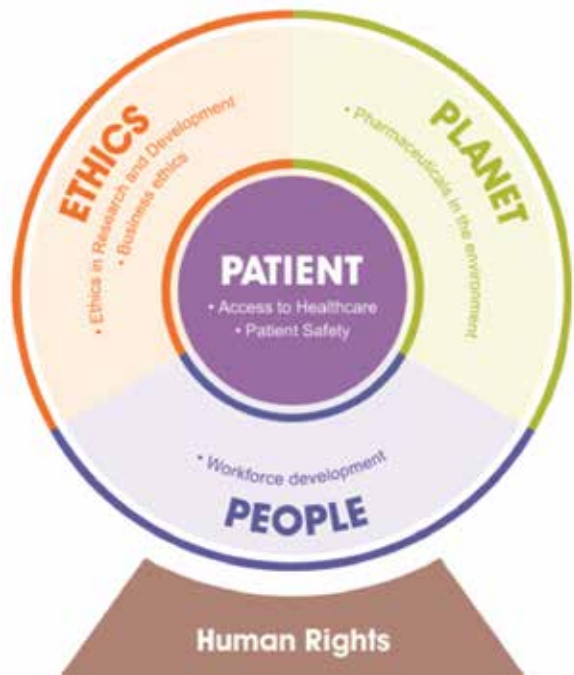 ETHICS
• Ethics in Research and Development
• Business ethics
PLANET
• Pharmaceuticals in the environment
PATIENT
• Access to Healthcare
• Patient Safety
• Workforce development
PEOPLE
Human Rights